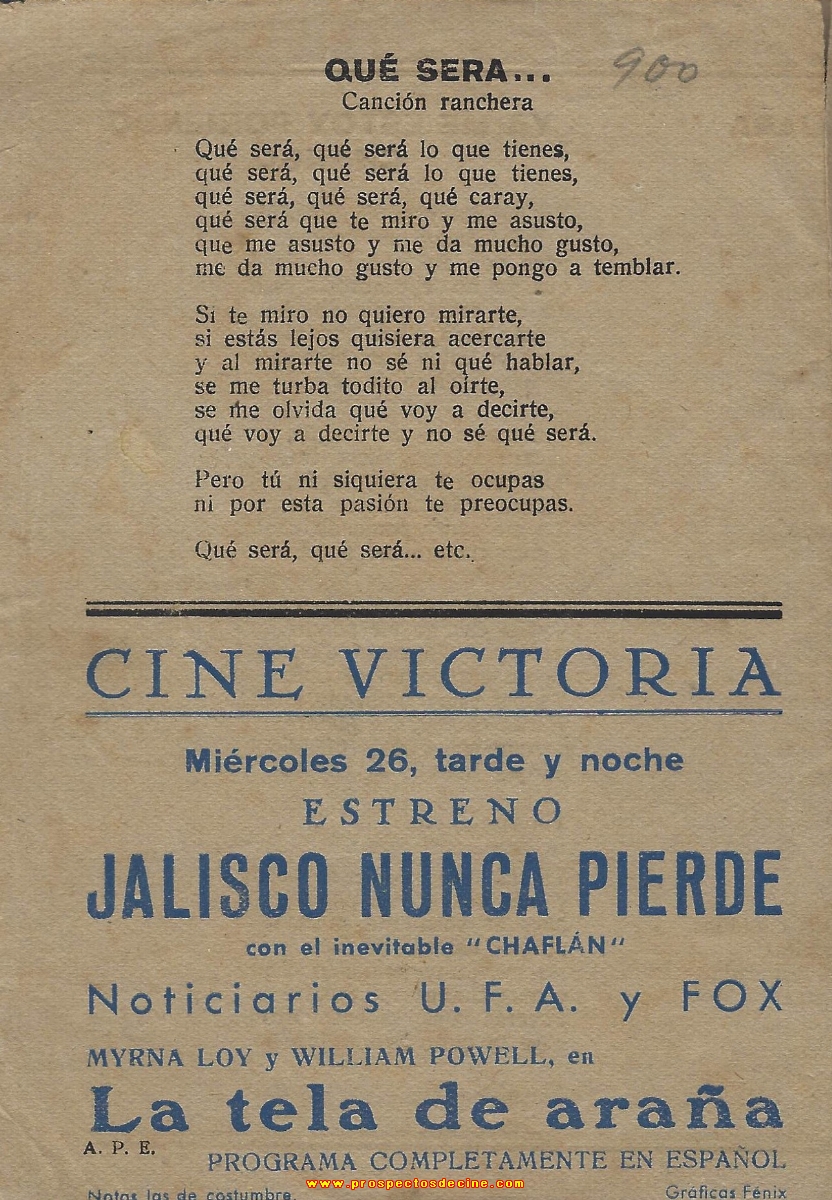 QUÉ SERA...
900
Canción ranchera
Qué será, qué será lo que tienes,
qué será, qué será lo que tienes,
qué será, qué será, qué caray,
qué será que te miro y me asusto,
que me asusto y me da mucho gusto,
me da mucho gusto y me pongo a temblar.
Si te miro no quiero mirarte,
si estás lejos quisiera acercarte
y al mirarte no sé ni qué hablar,
se me turba todito al oírte,
se me olvida qué voy a decirte,
qué voy a decirte y no sé qué será.
Pero tú ni siquiera te ocupas
ni por esta pasión te preocupas.
Qué será, qué será... etc.
CINE VICTORIA
Miércoles 26, tarde y noche
ESTRENO
JALISCO NUNCA PIERDE
con el inevitable "CHAFLÁN"
Noticiarios U. F. A. y FOX
MYRNA LOY y WILLIAM POWELL, en
La tela de araña
A. P. E.
PROGRAMA COMPLETAMENTE EN ESPAÑOL
www.prospectosdecine.com
Notas las de costumbre.
Gráficas Fénix